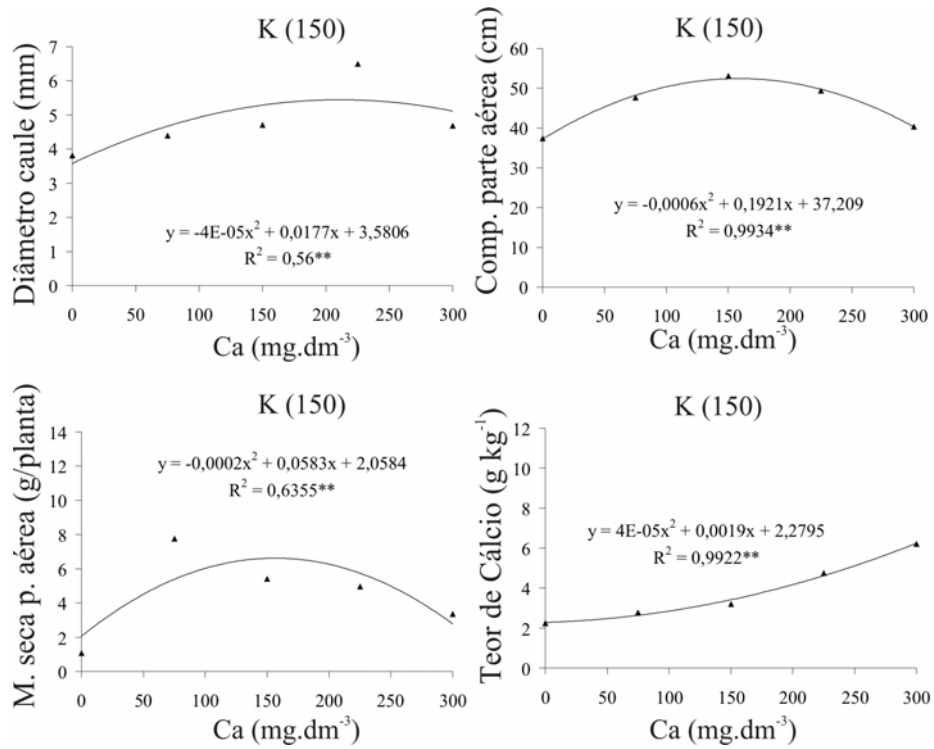 K (150)
Diâmetro caule (mm)
7
6
5
4
3
2
1
0
y = -4E-05x² + 0,0177x + 3,5806
R² = 0,56**
0 50 100 150 200 250 300
Ca (mg.dm⁻³)
K (150)
Comp. parte aérea (cm)
60
50
40
30
20
10
0
y = -0,0006x² + 0,1921x + 37,209
R² = 0,9934**
0 50 100 150 200 250 300
Ca (mg.dm⁻³)
K (150)
M. seca p. aérea (g/planta)
14
12
10
8
6
4
2
0
y = -0,0002x² + 0,0583x + 2,0584
R² = 0,6355**
0 50 100 150 200 250 300
Ca (mg.dm⁻³)
K (150)
Teor de Cálcio (g kg⁻¹)
12
10
8
6
4
2
0
y = 4E-05x² + 0,0019x + 2,2795
R² = 0,9922**
0 50 100 150 200 250 300
Ca (mg.dm⁻³)